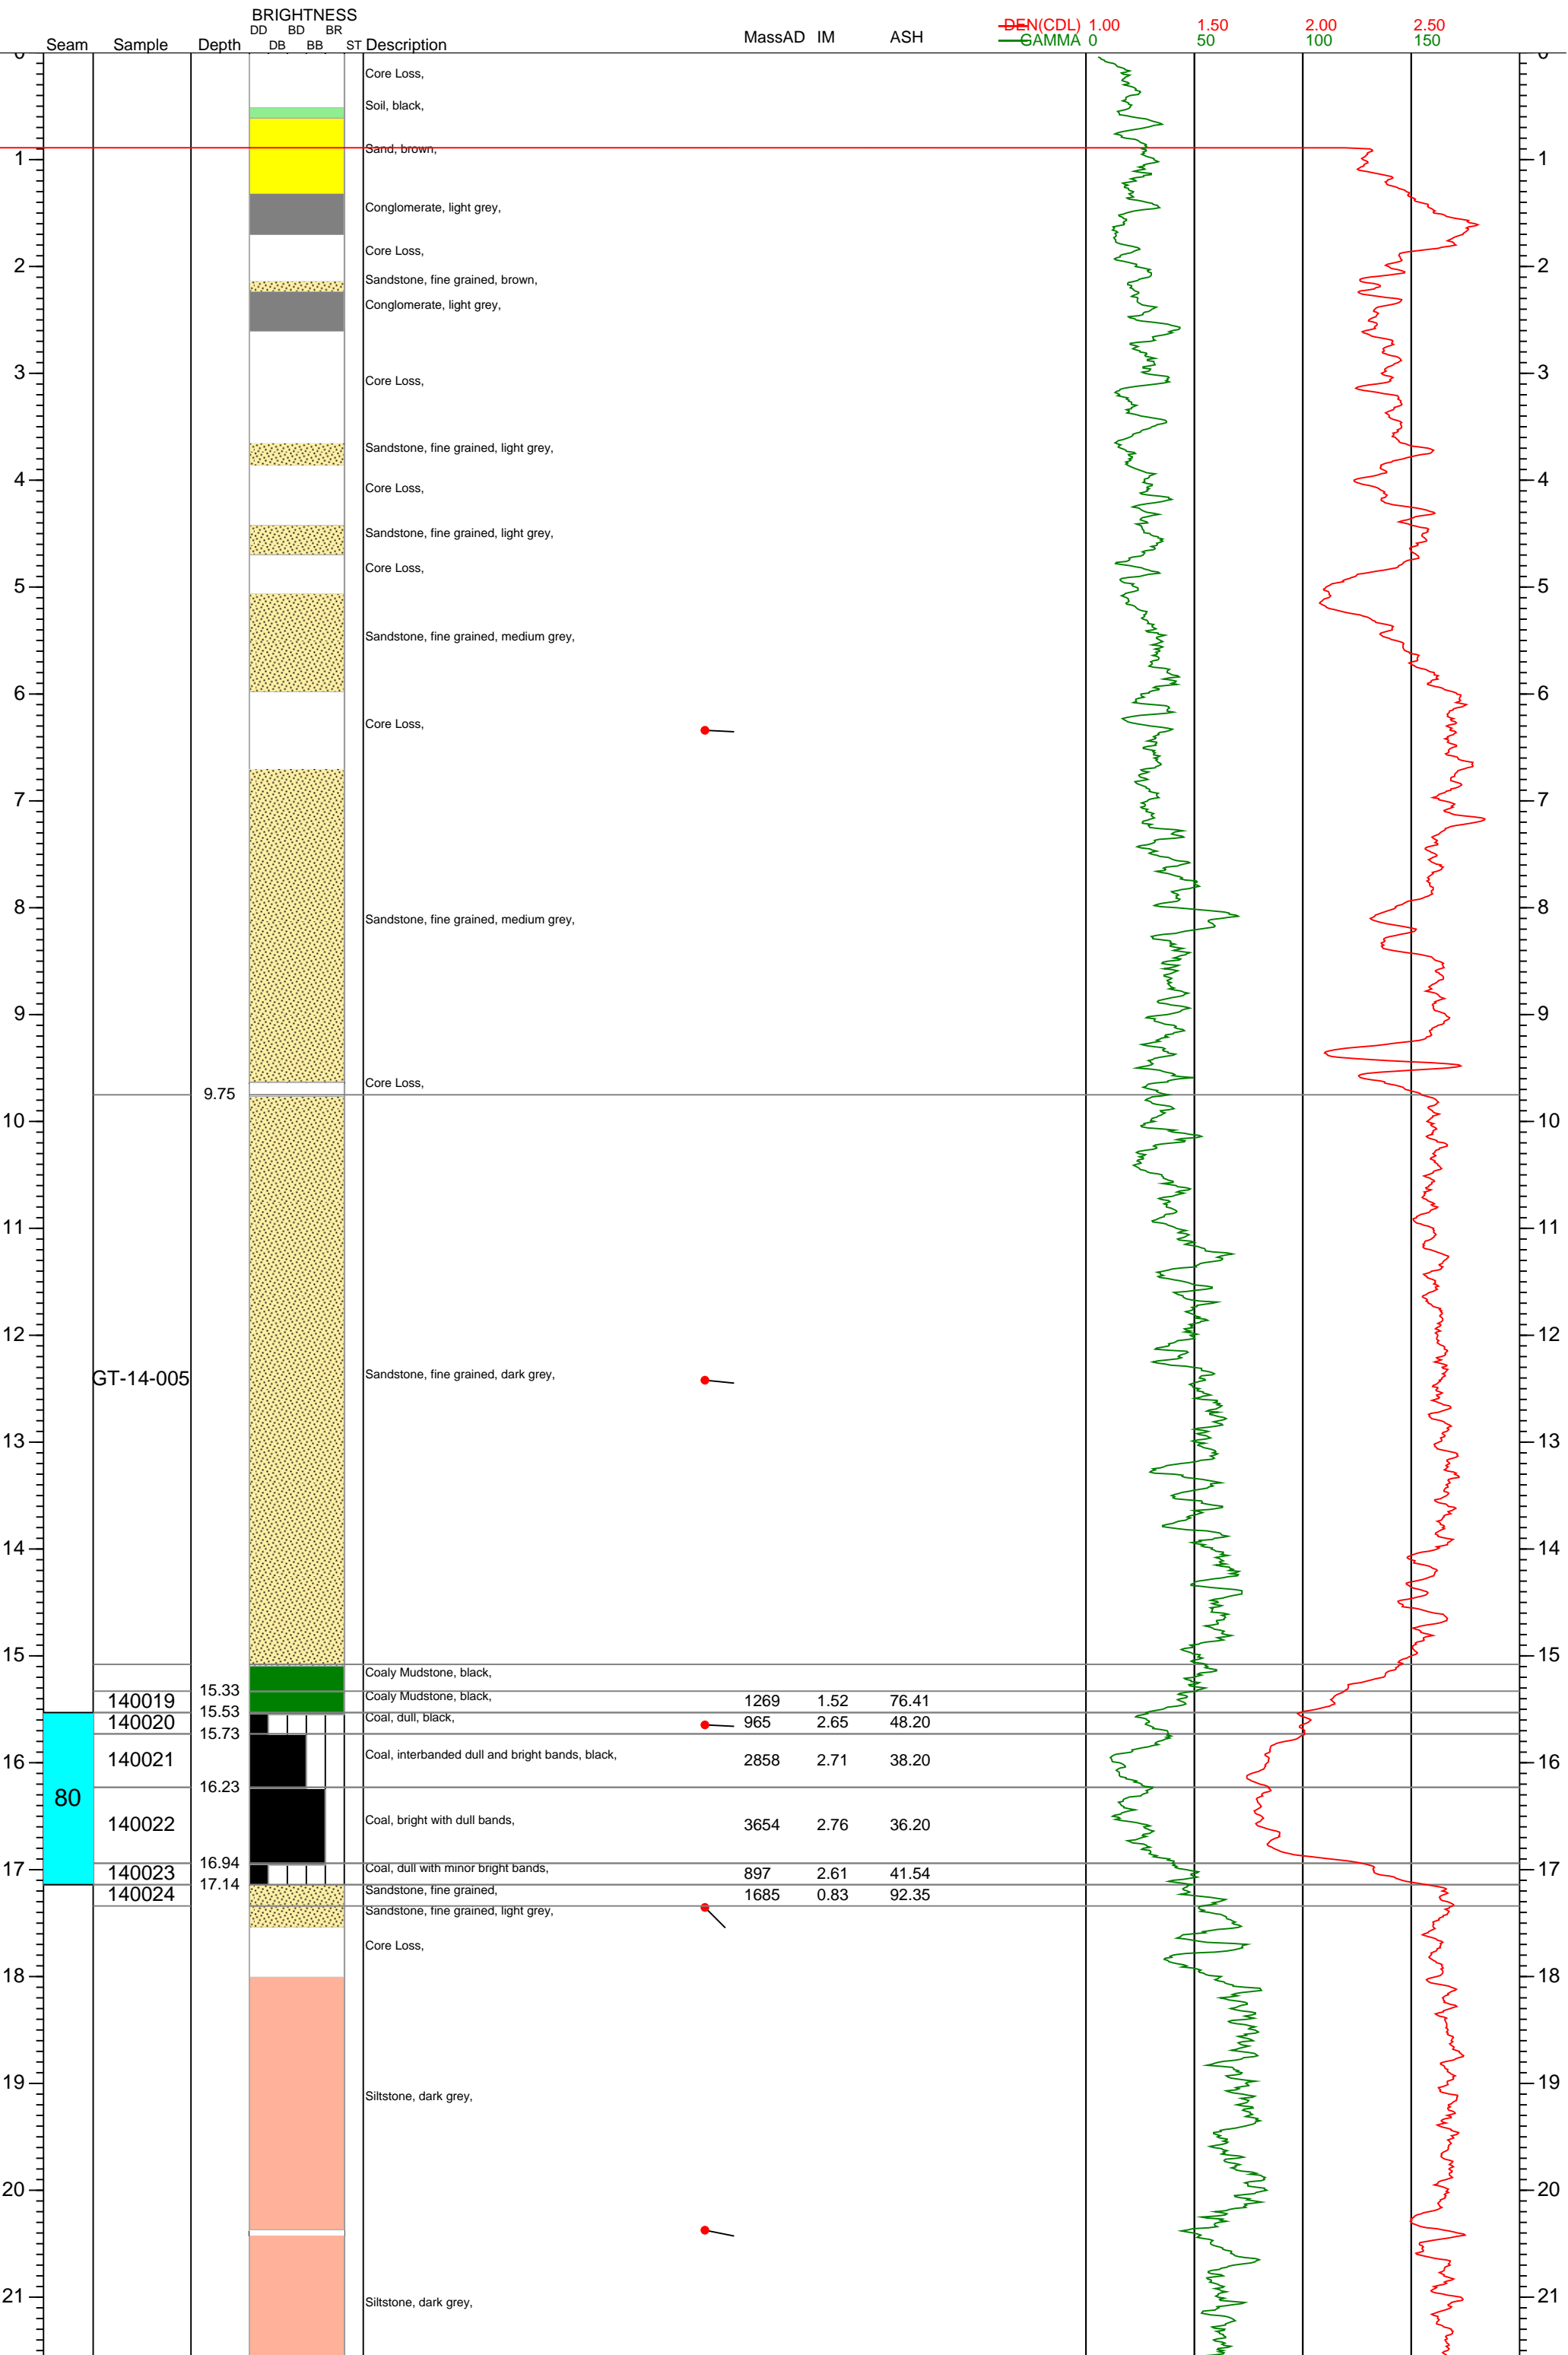 BRIGHTNESS
DD BD BR
DB BB
Seam Sample Depth ST Description MassAD IM ASH
DEN(CDL) 1.00 1.50 2.00 2.50
GAMMA 0 50 100 150
0 0
Core Loss,
Soil, black,
Sand, brown,
1 1
Conglomerate, light grey,
Core Loss,
2 2
Sandstone, fine grained, brown,
Conglomerate, light grey,
3 3
Core Loss,
Sandstone, fine grained, light grey,
4 4
Core Loss,
Sandstone, fine grained, light grey,
Core Loss,
5 5
Sandstone, fine grained, medium grey,
6 6
Core Loss,
7 7
8 8
Sandstone, fine grained, medium grey,
9 9
Core Loss,
9.75
10 10
11 11
12 12
GT-14-005 Sandstone, fine grained, dark grey,
13 13
14 14
15 15
Coaly Mudstone, black,
15.33
140019 Coaly Mudstone, black, 1269 1.52 76.41
15.53
140020 Coal, dull, black, 965 2.65 48.20
15.73
16 140021 Coal, interbanded dull and bright bands, black, 2858 2.71 38.20 16
16.23
80
140022 Coal, bright with dull bands, 3654 2.76 36.20
16.94
17 140023 Coal, dull with minor bright bands, 897 2.61 41.54 17
17.14
140024 Sandstone, fine grained, 1685 0.83 92.35
Sandstone, fine grained, light grey,
Core Loss,
18 18
19 19
Siltstone, dark grey,
20 20
21 21
Siltstone, dark grey,